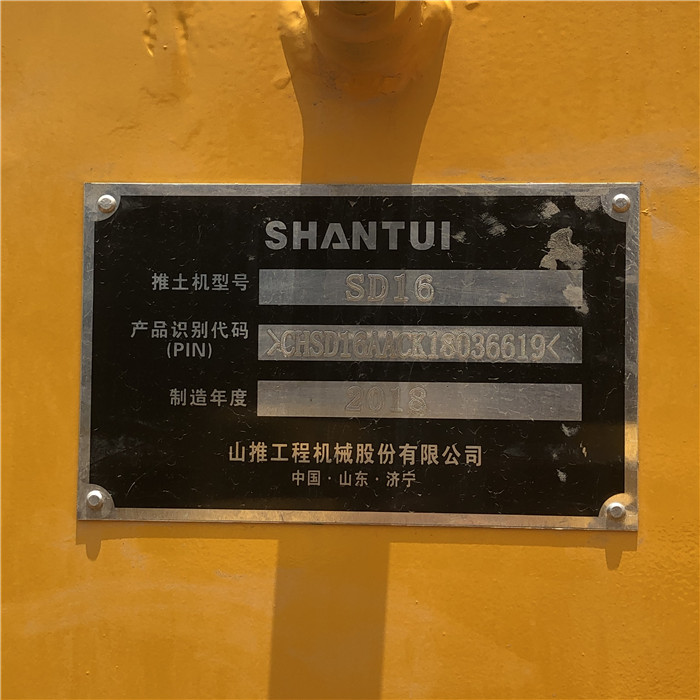 SHANTUI
推土机型号 SD16
产品识别代码 >CHSD16AACK18036619<
(PIN)
制造年度 2018
山推工程机械股份有限公司
中国·山东·济宁